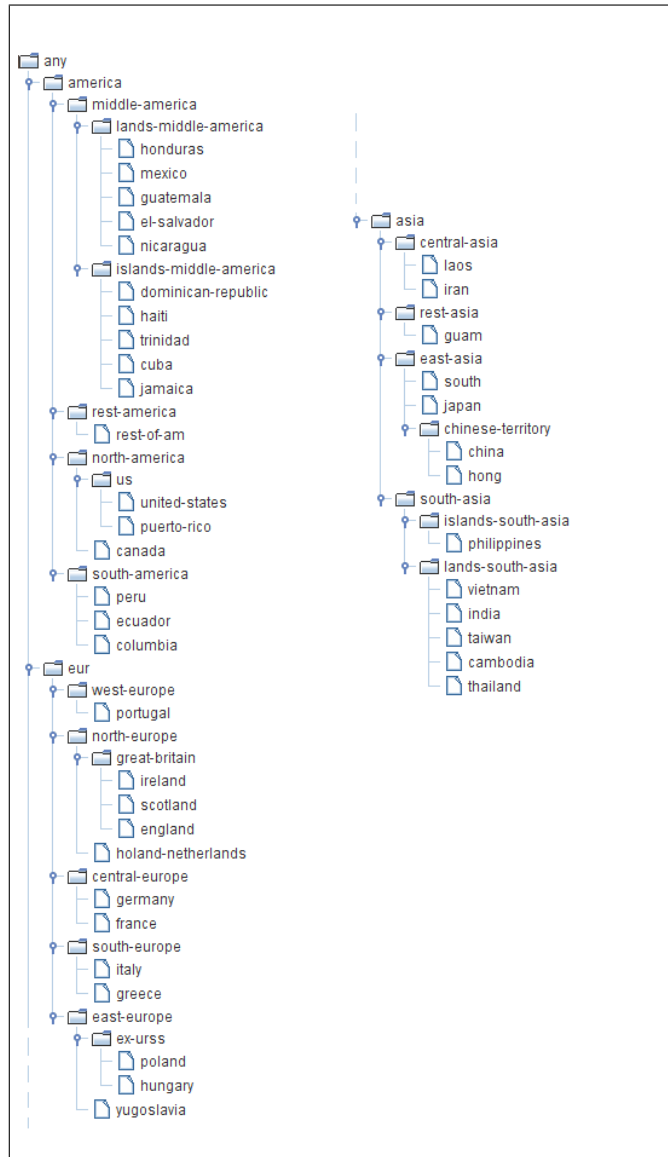 any
america
middle-america
lands-middle-america
honduras
mexico
guatemala
el-salvador
nicaragua
islands-middle-america
dominican-republic
haiti
trinidad
cuba
jamaica
rest-america
rest-of-am
north-america
us
united-states
puerto-rico
canada
south-america
peru
ecuador
columbia
eur
west-europe
portugal
north-europe
great-britain
ireland
scotland
england
holand-netherlands
central-europe
germany
france
south-europe
italy
greece
east-europe
ex-urss
poland
hungary
yugoslavia
asia
central-asia
laos
iran
rest-asia
guam
east-asia
south
japan
chinese-territory
china
hong
south-asia
islands-south-asia
philippines
lands-south-asia
vietnam
india
taiwan
cambodia
thailand